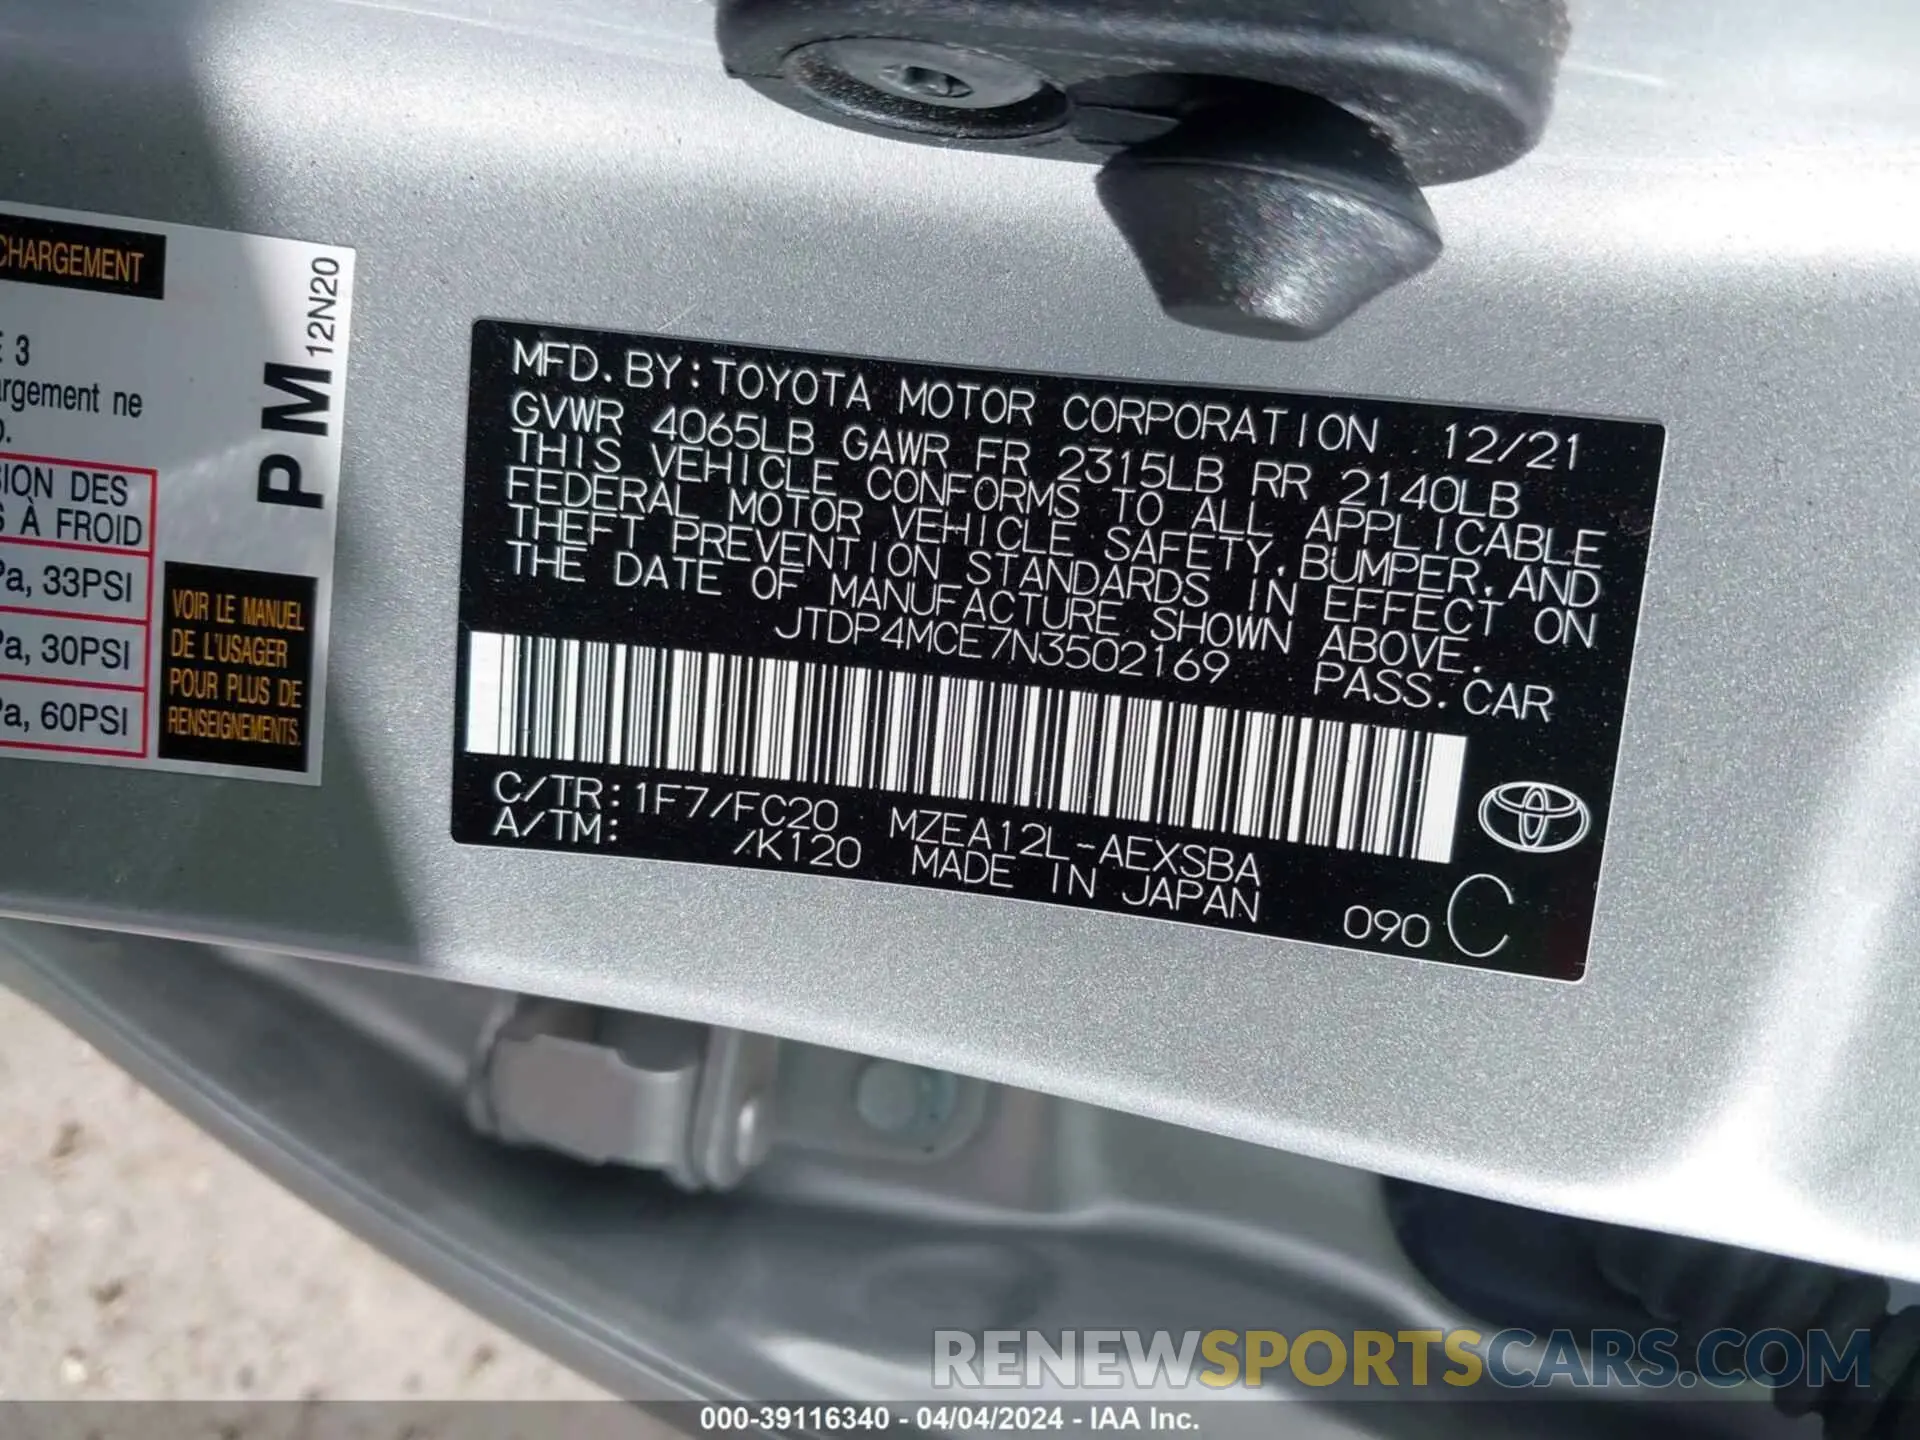 CHARGEMENT
PM 12N20
E 3
argement ne
SION DES
À FROID
Pa, 33PSI
Pa, 30PSI
Pa, 60PSI
VOIR LE MANUEL
DE L'USAGER
POUR PLUS DE
RENSEIGNEMENTS.
MFD. BY: TOYOTA MOTOR CORPORATION 12/21
GVWR 4065LB GAWR FR 2315LB RR 2140LB
THIS VEHICLE CONFORMS TO ALL APPLICABLE
FEDERAL MOTOR VEHICLE SAFETY, BUMPER, AND
THEFT PREVENTION STANDARDS IN EFFECT ON
THE DATE OF MANUFACTURE SHOWN ABOVE.
JTDP4MCE7N3502169 PASS. CAR
C/TR: 1F7/FC20 MZEA12L-AEXSBA
A/TM: /K120 MADE IN JAPAN
090 C
RENEWSPORTSCARS.COM
000-39116340 - 04/04/2024 - IAA Inc.